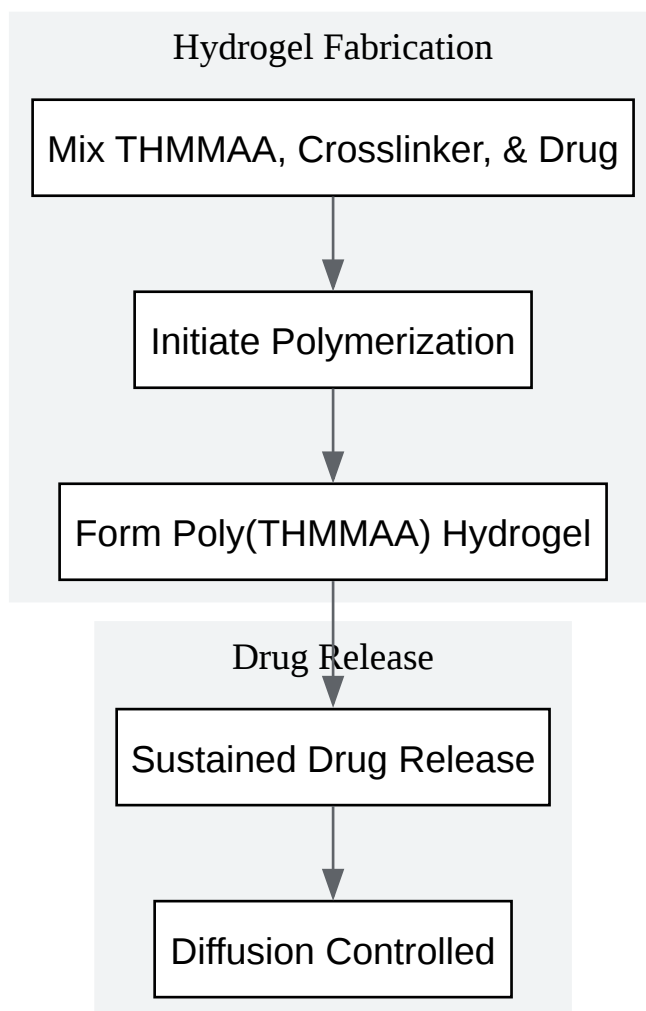 Hydrogel Fabrication
Mix THMMAA, Crosslinker, & Drug
Initiate Polymerization
Form Poly(THMMAA) Hydrogel
Drug Release
Sustained Drug Release
Diffusion Controlled